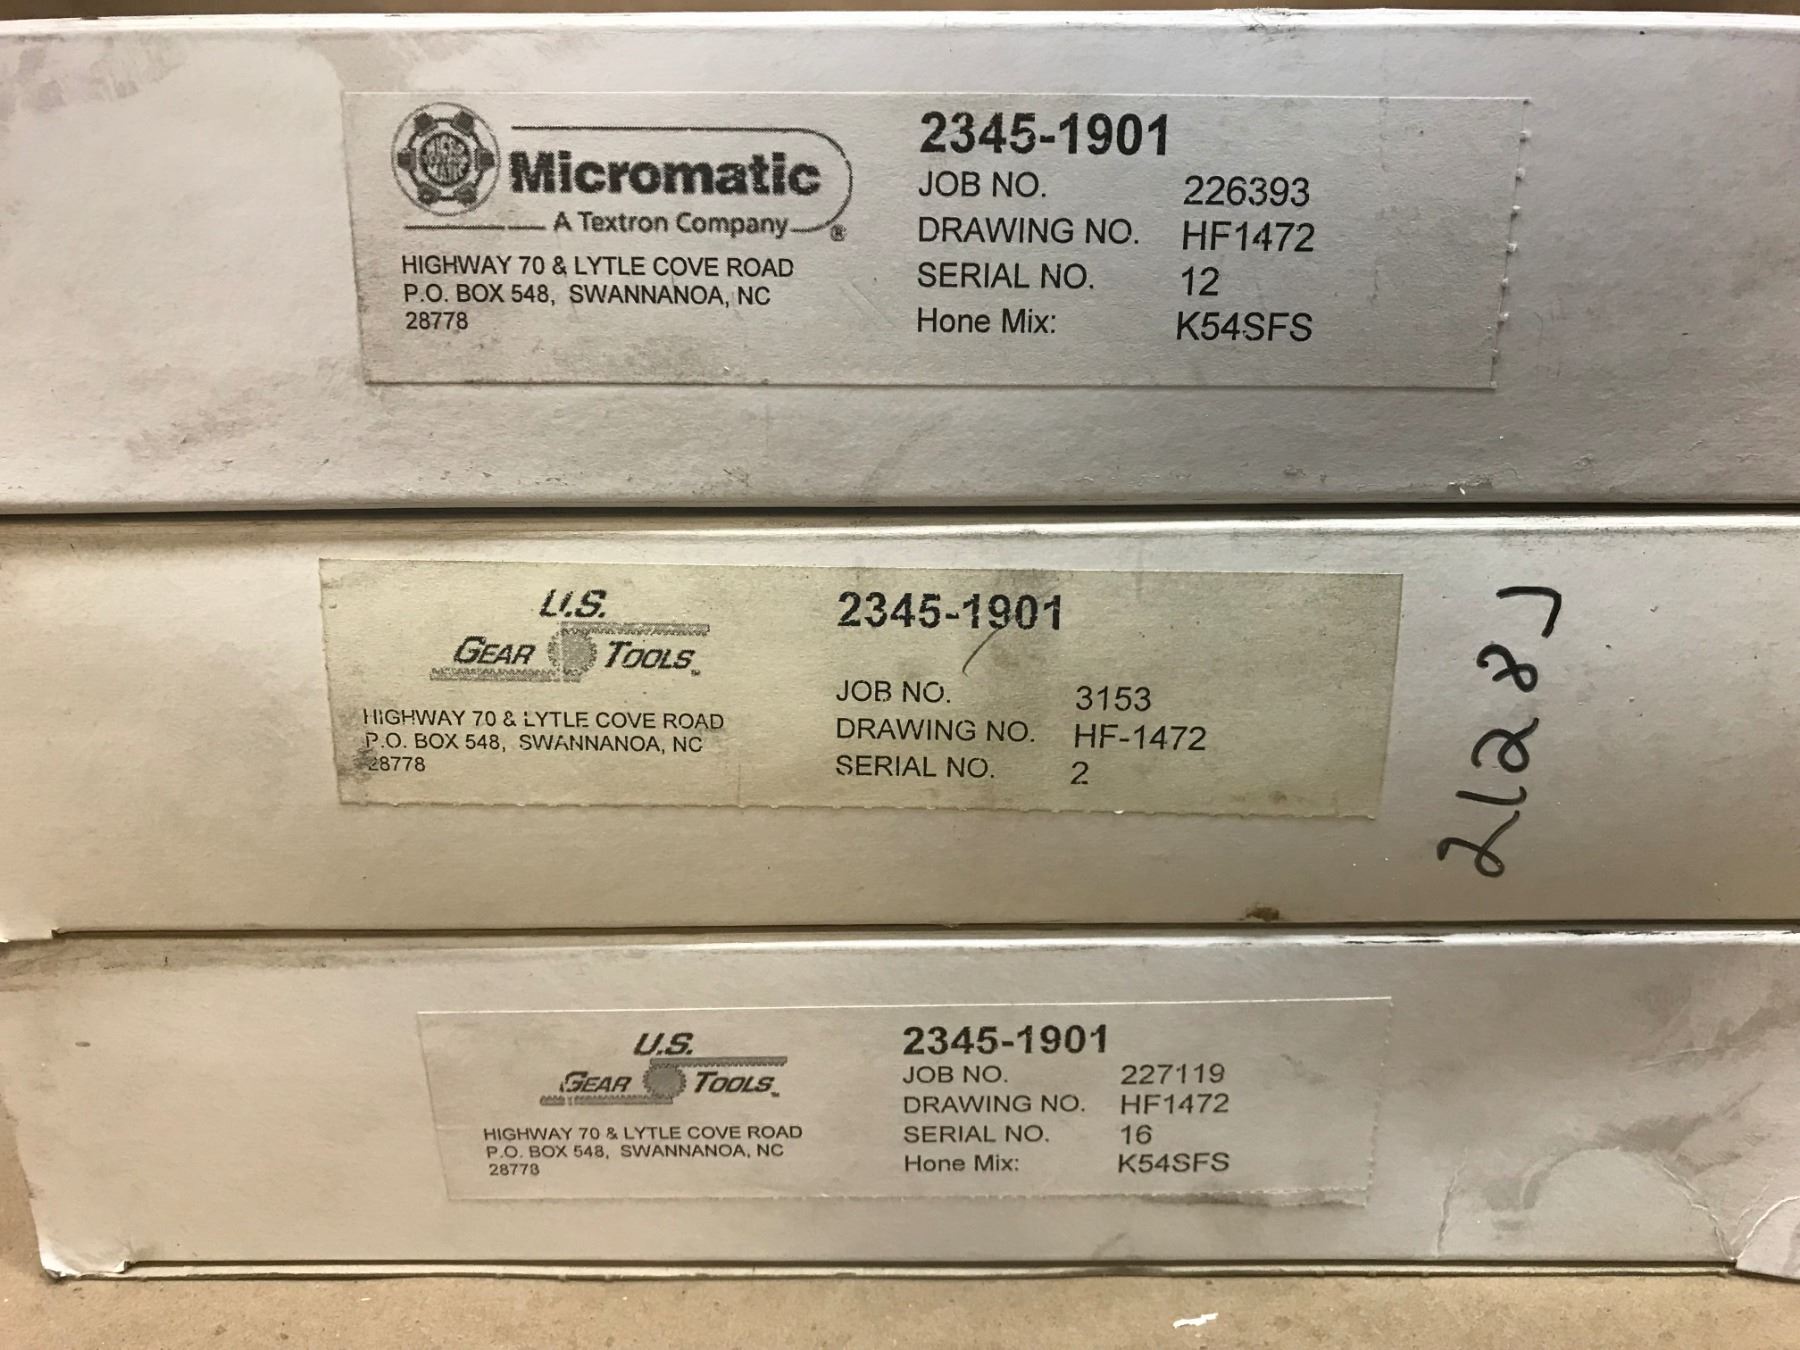 Micromatic
A Textron Company ®
HIGHWAY 70 & LYTLE COVE ROAD
P.O. BOX 548, SWANNANOA, NC
28778
2345-1901
JOB NO. 226393
DRAWING NO. HF1472
SERIAL NO. 12
Hone Mix: K54SFS
U.S.
GEAR TOOLS
HIGHWAY 70 & LYTLE COVE ROAD
P.O. BOX 548, SWANNANOA, NC
28778
2345-1901
JOB NO. 3153
DRAWING NO. HF-1472
SERIAL NO. 2
U.S.
GEAR TOOLS
HIGHWAY 70 & LYTLE COVE ROAD
P.O. BOX 548, SWANNANOA, NC
28778
2345-1901
JOB NO. 227119
DRAWING NO. HF1472
SERIAL NO. 16
Hone Mix: K54SFS